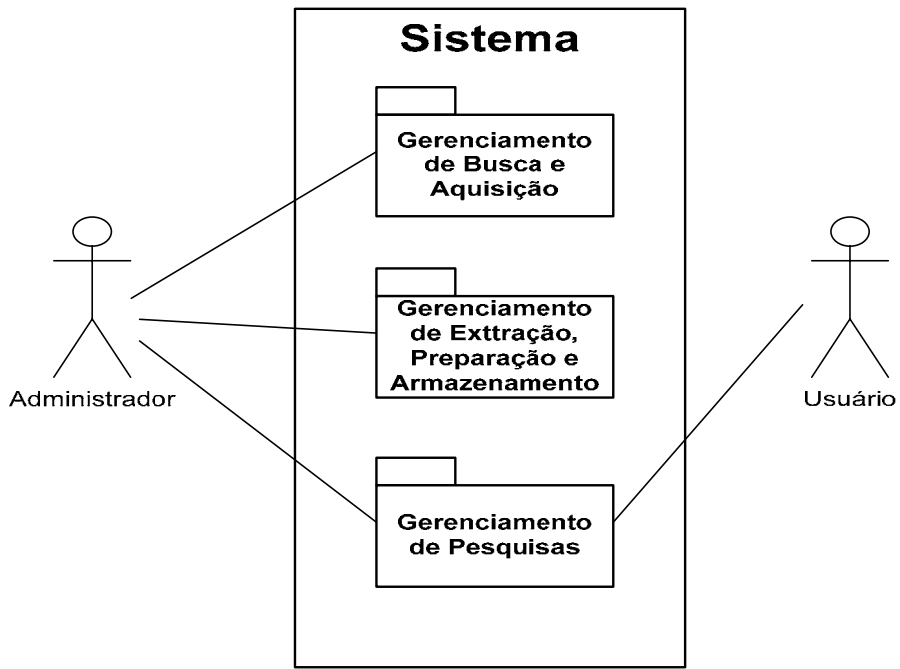 Sistema
Gerenciamento
de Busca e
Aquisição
Gerenciamento
de Exttração,
Preparação e
Armazenamento
Administrador
Usuário
Gerenciamento
de Pesquisas